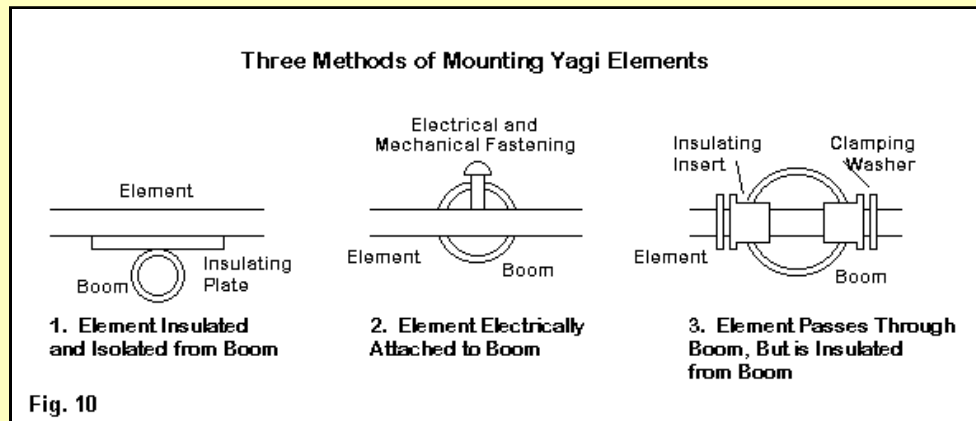 Three Methods of Mounting Yagi Elements
Element
Boom
Insulating
Plate
1. Element Insulated
and Isolated from Boom
Electrical and
Mechanical Fastening
Element
Boom
2. Element Electrically
Attached to Boom
Insulating
Insert
Clamping
Washer
Element
Boom
3. Element Passes Through
Boom, But is Insulated
from Boom
Fig. 10